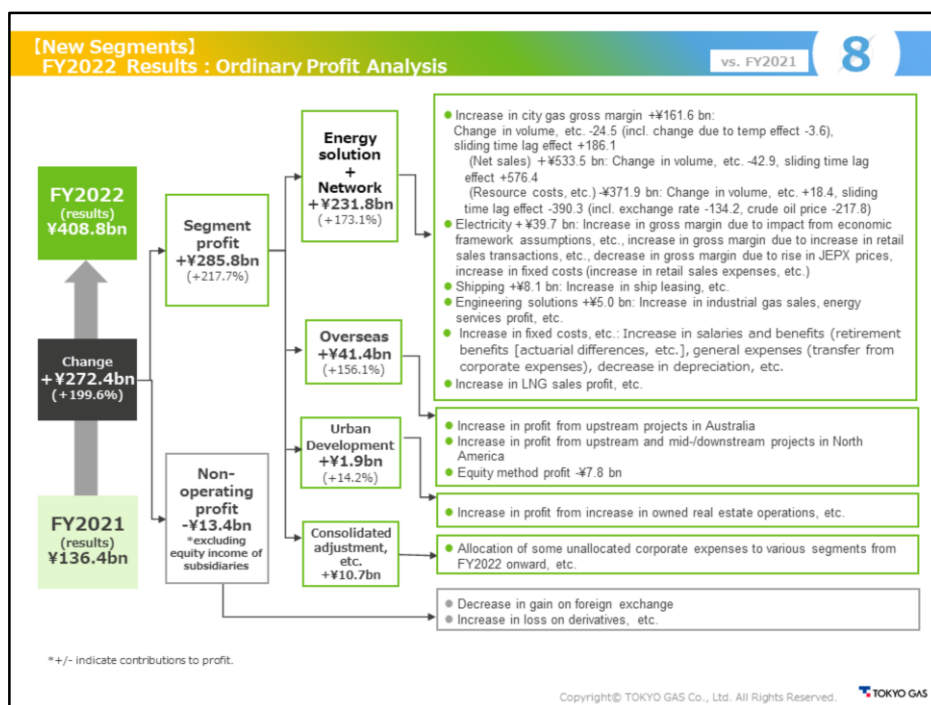 【New Segments】
FY2022 Results : Ordinary Profit Analysis
vs. FY2021
8
FY2022
(results)
¥408.8bn
Change
+¥272.4bn
(+199.6%)
FY2021
(results)
¥136.4bn
Segment
profit
+¥285.8bn
(+217.7%)
Non-
operating
profit
-¥13.4bn
*excluding
equity income of
subsidiaries
Energy
solution
+
Network
+¥231.8bn
(+173.1%)
Overseas
+¥41.4bn
(+156.1%)
Urban
Development
+¥1.9bn
(+14.2%)
Consolidated
adjustment,
etc.
+¥10.7bn
● Increase in city gas gross margin +¥161.6 bn:
Change in volume, etc. -24.5 (incl. change due to temp effect -3.6),
sliding time lag effect +186.1
(Net sales) +¥533.5 bn: Change in volume, etc. -42.9, sliding time lag
effect +576.4
(Resource costs, etc.) -¥371.9 bn: Change in volume, etc. +18.4, sliding
time lag effect -390.3 (incl. exchange rate -134.2, crude oil price -217.8)
● Electricity + ¥39.7 bn: Increase in gross margin due to impact from economic
framework assumptions, etc., increase in gross margin due to increase in retail
sales transactions, etc., decrease in gross margin due to rise in JEPX prices,
increase in fixed costs (increase in retail sales expenses, etc.)
● Shipping +¥8.1 bn: Increase in ship leasing, etc.
● Engineering solutions +¥5.0 bn: Increase in industrial gas sales, energy
services profit, etc.
● Increase in fixed costs, etc.: Increase in salaries and benefits (retirement
benefits [actuarial differences, etc.], general expenses (transfer from
corporate expenses), decrease in depreciation, etc.
● Increase in LNG sales profit, etc.
● Increase in profit from upstream projects in Australia
● Increase in profit from upstream and mid-/downstream projects in North
America
● Equity method profit -¥7.8 bn
● Increase in profit from increase in owned real estate operations, etc.
● Allocation of some unallocated corporate expenses to various segments from
FY2022 onward, etc.
● Decrease in gain on foreign exchange
● Increase in loss on derivatives, etc.
*+/- indicate contributions to profit.
Copyright© TOKYO GAS Co., Ltd. All Rights Reserved.
TOKYO GAS